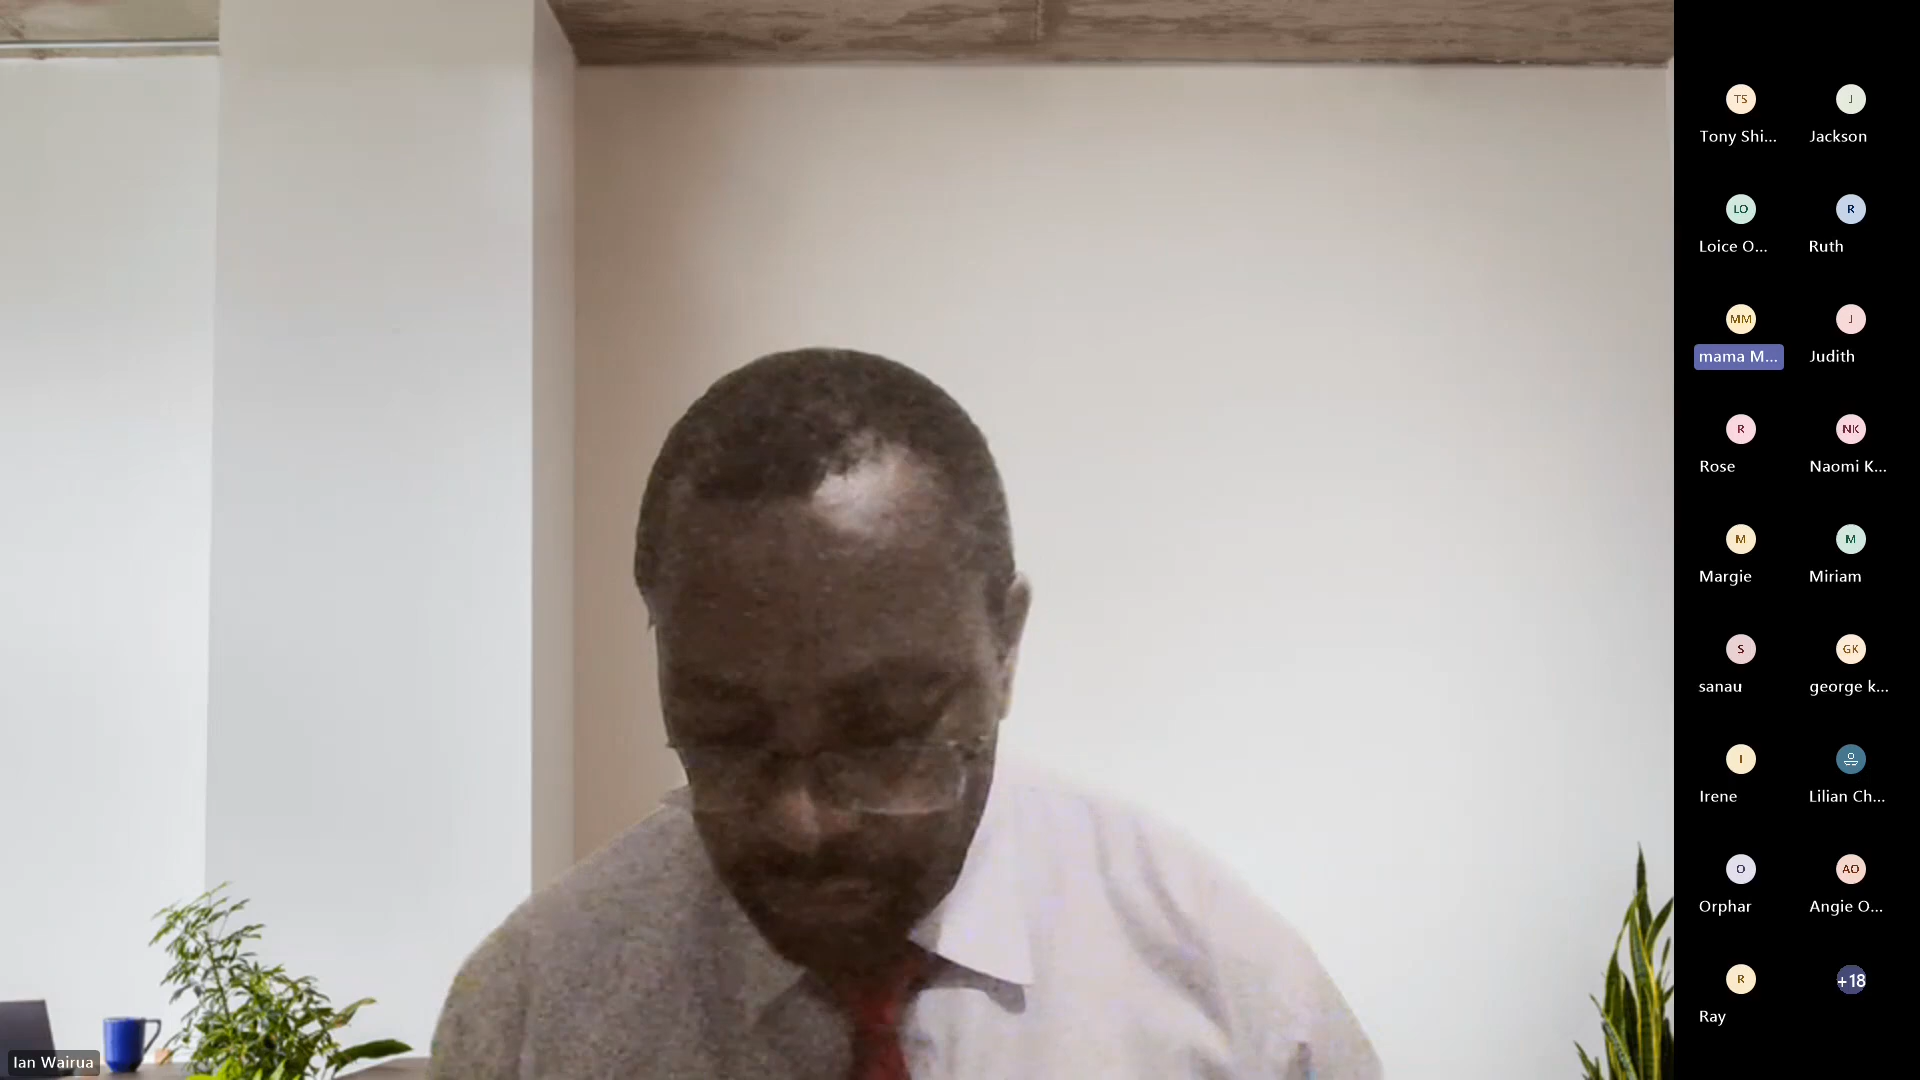 TS
J
Tony Shi...
Jackson
LO
R
Loice O...
Ruth
MM
J
mama M...
Judith
R
NK
Rose
Naomi K...
M
M
Margie
Miriam
S
GK
sanau
george k...
I
Irene
Lilian Ch...
O
AO
Orphar
Angie O...
R
+18
Ray
Ian Wairua